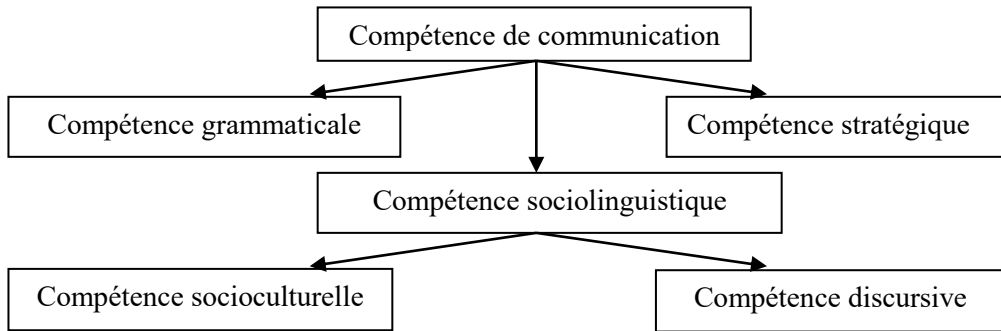 Compétence de communication
Compétence grammaticale
Compétence stratégique
Compétence sociolinguistique
Compétence socioculturelle
Compétence discursive